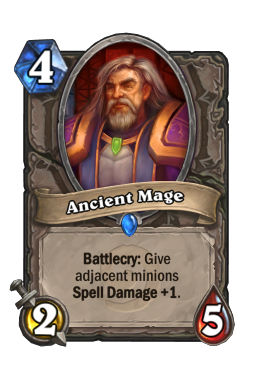 4
Ancient Mage
Battlecry: Give
adjacent minions
Spell Damage +1.
2
5